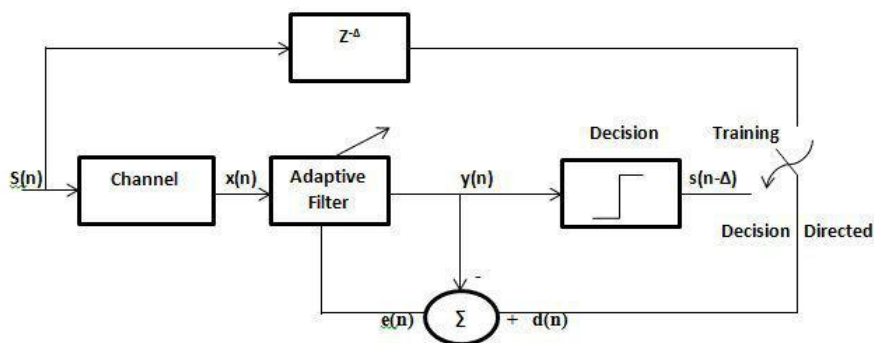 Z-Δ
Decision
Training
S(n)
Channel
x(n)
Adaptive
Filter
y(n)
s(n-Δ)
Decision
Directed
-
e(n)
Σ
+
d(n)